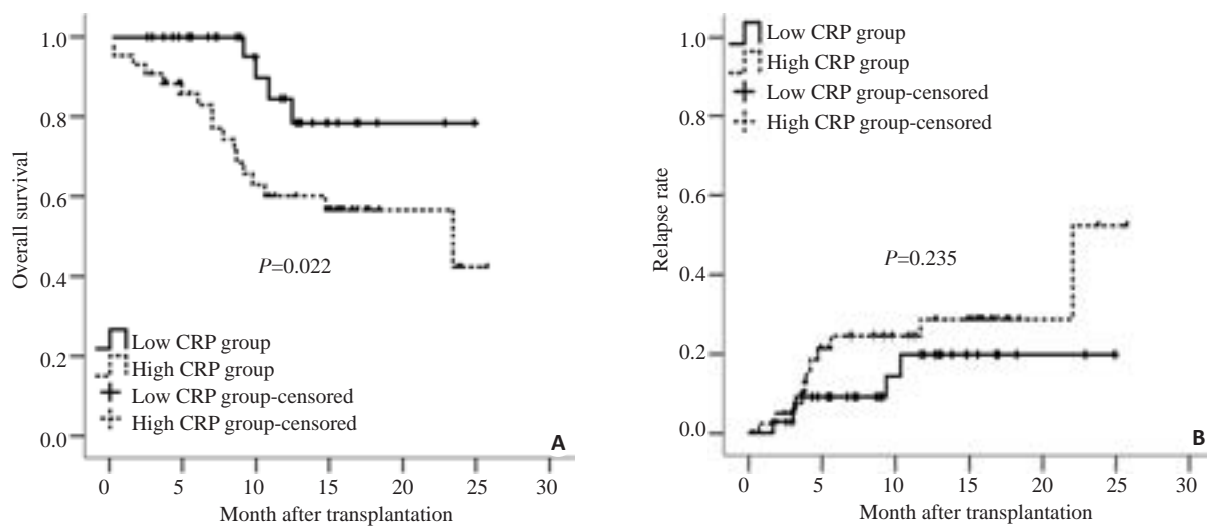 1.0
0.8
0.6
0.4
0.2
0.0
Overall survival
P=0.022
Low CRP group
High CRP group
Low CRP group-censored
High CRP group-censored
A
0 5 10 15 20 25 30
Month after transplantation
1.0
0.8
0.6
0.4
0.2
0.0
Relapse rate
Low CRP group
High CRP group
Low CRP group-censored
High CRP group-censored
P=0.235
B
0 5 10 15 20 25 30
Month after transplantation